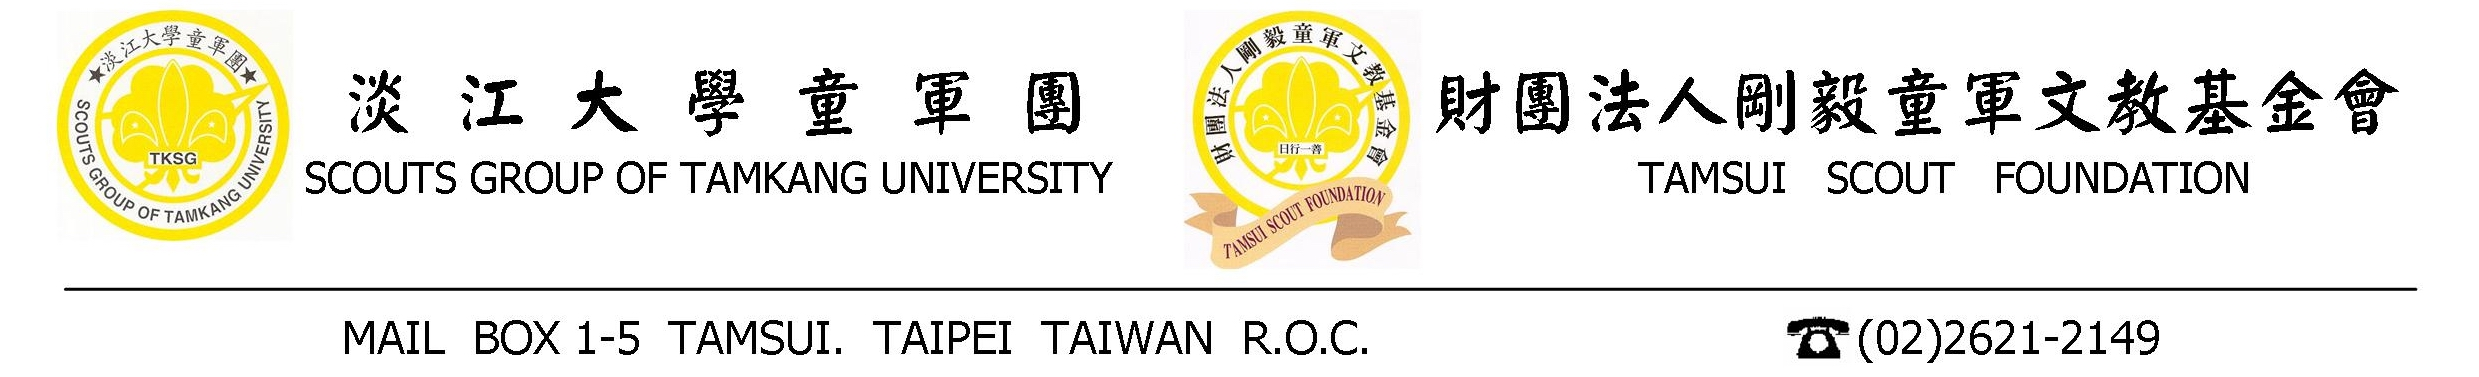 ★淡江大學童軍團★
SCOUTS GROUP OF TAMKANG UNIVERSITY
TKSG
淡江大學童軍團
SCOUTS GROUP OF TAMKANG UNIVERSITY
財團法人剛毅童軍文教基金會
日行一善
TAMSUI SCOUT FOUNDATION
財團法人剛毅童軍文教基金會
TAMSUI SCOUT FOUNDATION
MAIL BOX 1-5 TAMSUI. TAIPEI TAIWAN R.O.C.
☎(02)2621-2149